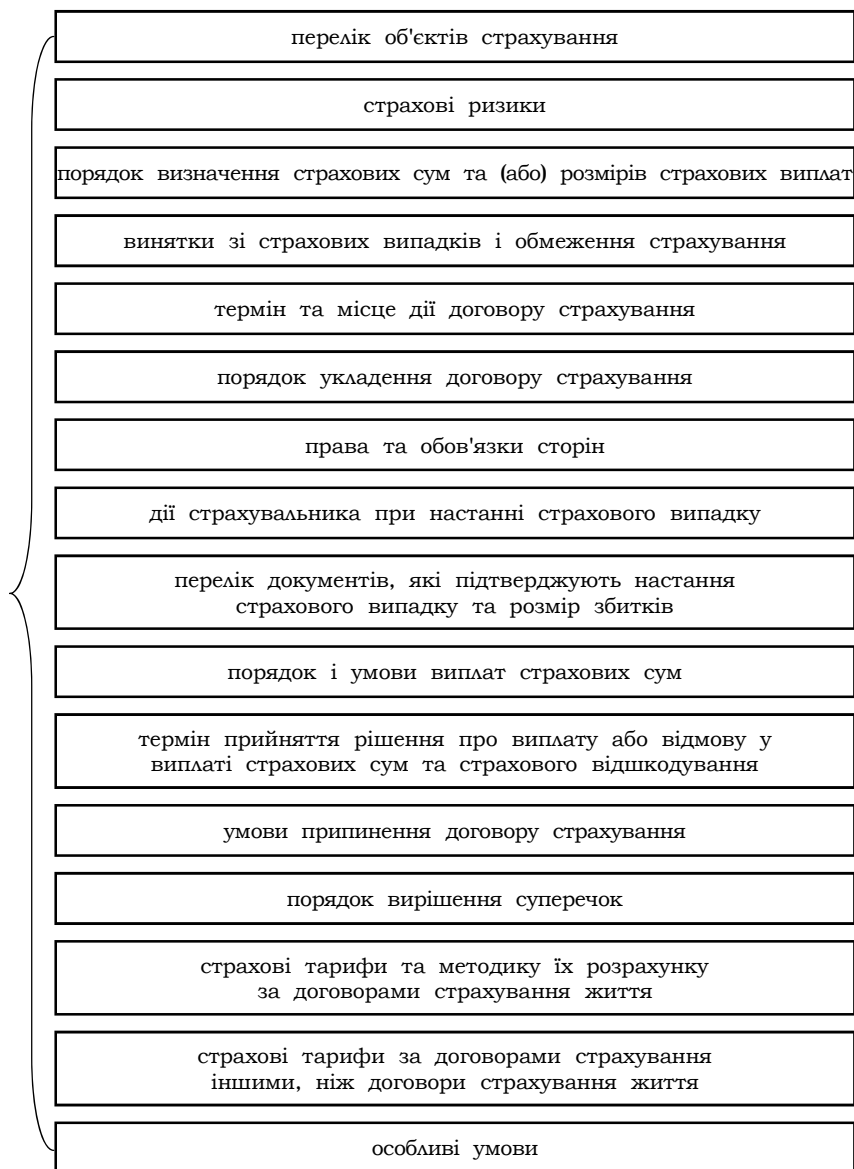 перелік об'єктів страхування
страхові ризики
порядок визначення страхових сум та (або) розмірів страхових виплат
винятки зі страхових випадків і обмеження страхування
термін та місце дії договору страхування
порядок укладення договору страхування
права та обов'язки сторін
дії страхувальника при настанні страхового випадку
перелік документів, які підтверджують настання
страхового випадку та розмір збитків
порядок і умови виплат страхових сум
термін прийняття рішення про виплату або відмову у
виплаті страхових сум та страхового відшкодування
умови припинення договору страхування
порядок вирішення суперечок
страхові тарифи та методику їх розрахунку
за договорами страхування життя
страхові тарифи за договорами страхування
іншими, ніж договори страхування життя
особливі умови